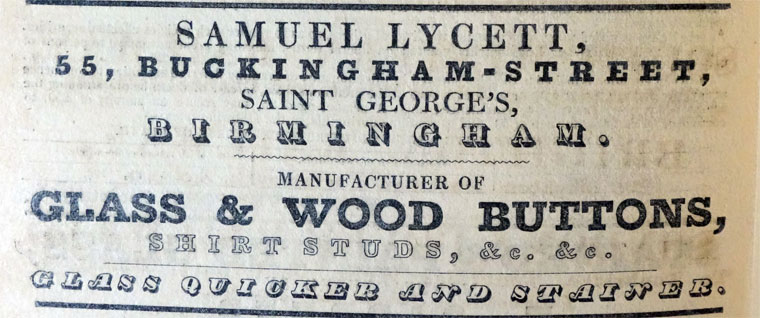 SAMUEL LYCETT,
55, BUCKINGHAM-STREET,
SAINT GEORGE'S,
BIRMINGHAM.
MANUFACTURER OF
GLASS & WOOD BUTTONS,
SHIRT STUDS, &c. &c.
GLASS QUICKER AND STAINER.